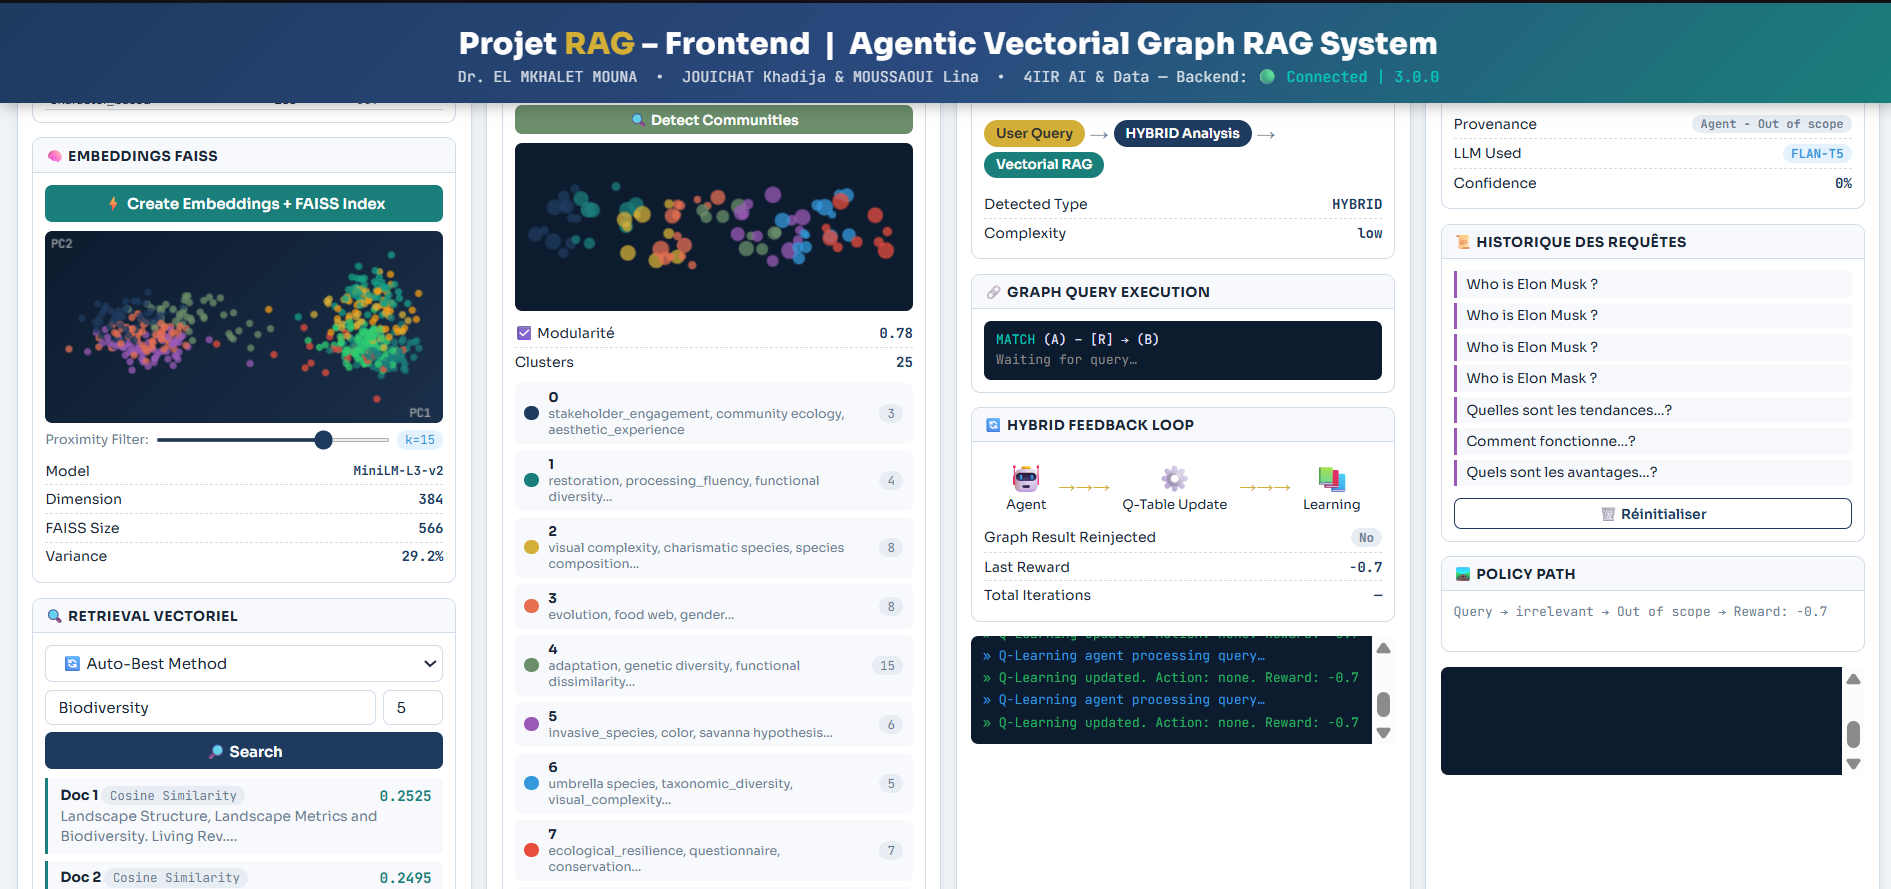 Projet RAG – Frontend | Agentic Vectorial Graph RAG System
Dr. EL MKHALET MOUNA • JOUICHAT Khadija & MOUSSAOUI Lina • 4IIR AI & Data — Backend: Connected | 3.0.0
EMBEDDINGS FAISS
Create Embeddings + FAISS Index
PC2
PC1
Proximity Filter: k=15
Model MiniLM-L3-v2
Dimension 384
FAISS Size 566
Variance 29.2%
RETRIEVAL VECTORIEL
Auto-Best Method
Biodiversity 5
Search
Doc 1 Cosine Similarity 0.2525
Landscape Structure, Landscape Metrics and
Biodiversity. Living Rev....
Doc 2 Cosine Similarity 0.2495
Detect Communities
Modularité 0.78
Clusters 25
0
stakeholder_engagement, community ecology,
aesthetic_experience
3
1
restoration, processing_fluency, functional
diversity...
4
2
visual complexity, charismatic species, species
composition...
8
3
evolution, food web, gender...
8
4
adaptation, genetic diversity, functional
dissimilarity...
15
5
invasive_species, color, savanna hypothesis...
6
6
umbrella species, taxonomic_diversity,
visual_complexity...
5
7
ecological_resilience, questionnaire,
conservation...
7
User Query → HYBRID Analysis →
Vectorial RAG
Detected Type HYBRID
Complexity low
GRAPH QUERY EXECUTION
MATCH (A) - [R] → (B)
Waiting for query…
HYBRID FEEDBACK LOOP
Agent →→→ Q-Table Update →→→ Learning
Graph Result Reinjected No
Last Reward -0.7
Total Iterations —
» Q-Learning updated. Action: none. Reward: -0.7
» Q-Learning agent processing query…
» Q-Learning updated. Action: none. Reward: -0.7
» Q-Learning agent processing query…
» Q-Learning updated. Action: none. Reward: -0.7
Provenance Agent - Out of scope
LLM Used FLAN-T5
Confidence 0%
HISTORIQUE DES REQUÊTES
Who is Elon Musk ?
Who is Elon Musk ?
Who is Elon Musk ?
Who is Elon Mask ?
Quelles sont les tendances...?
Comment fonctionne...?
Quels sont les avantages...?
Réinitialiser
POLICY PATH
Query → irrelevant → Out of scope → Reward: -0.7